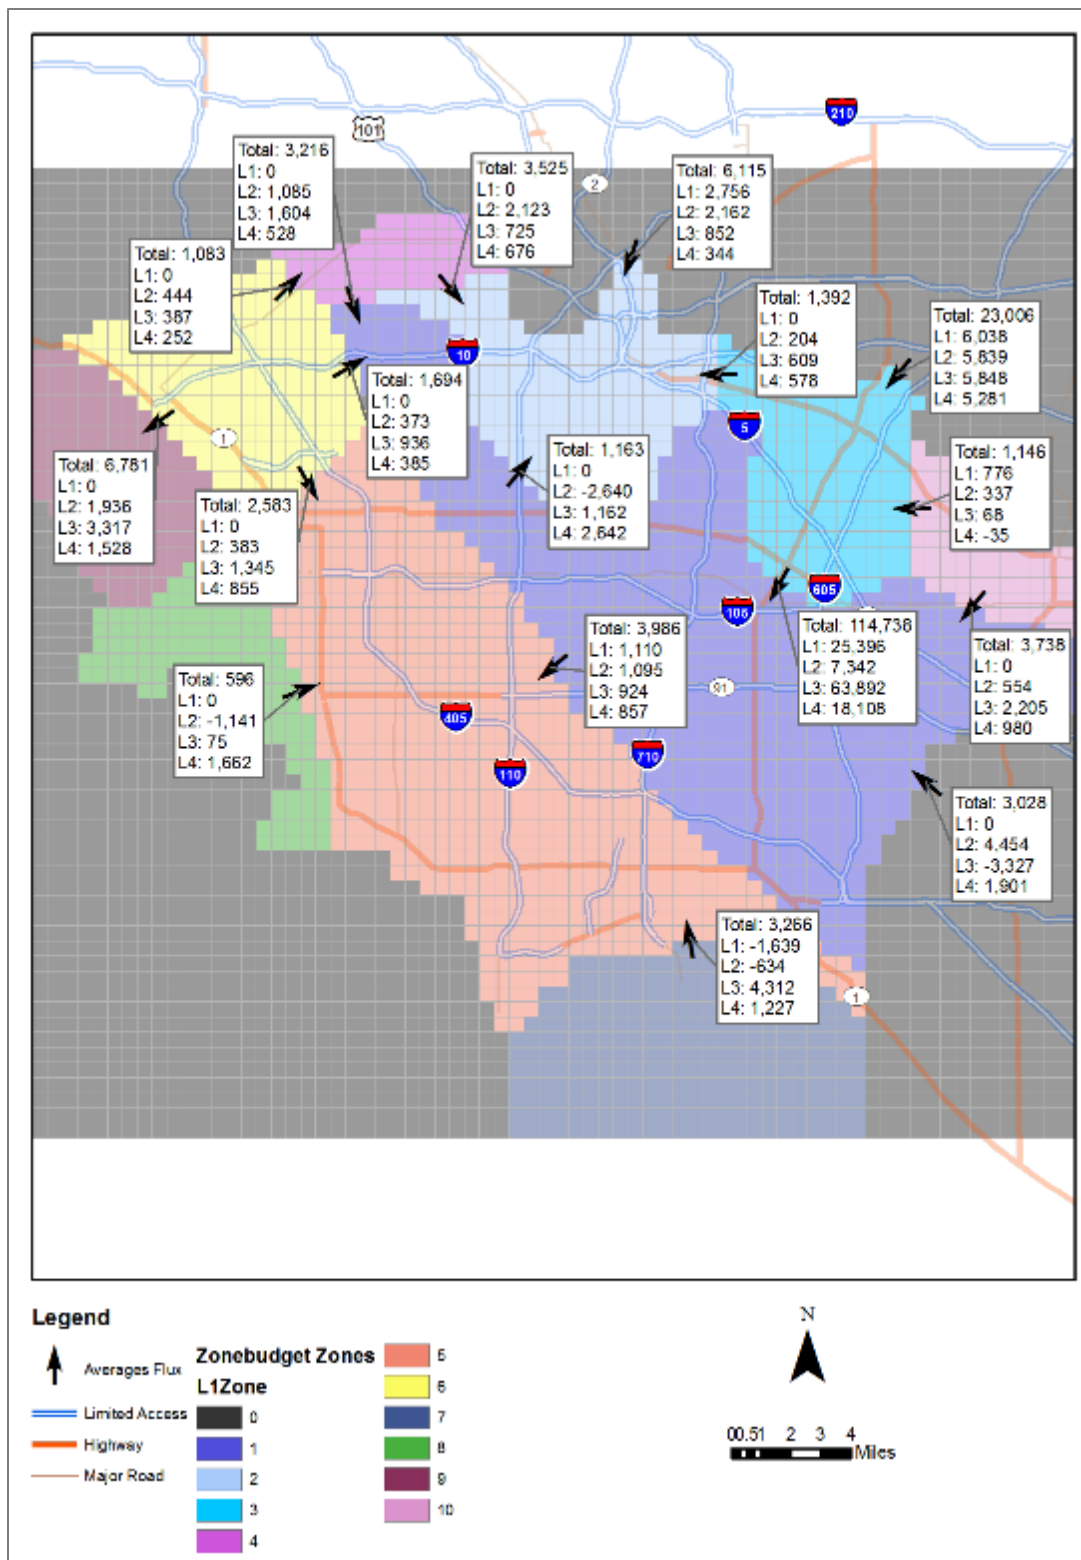 210
101
2
Total: 3,216
L1: 0
L2: 1,085
L3: 1,604
L4: 528
Total: 3,525
L1: 0
L2: 2,123
L3: 725
L4: 676
Total: 6,115
L1: 2,756
L2: 2,162
L3: 852
L4: 344
Total: 1,083
L1: 0
L2: 444
L3: 387
L4: 252
Total: 1,392
L1: 0
L2: 204
L3: 609
L4: 578
Total: 23,006
L1: 6,038
L2: 5,839
L3: 5,848
L4: 5,281
10
Total: 1,694
L1: 0
L2: 373
L3: 936
L4: 385
5
1
Total: 6,781
L1: 0
L2: 1,936
L3: 3,317
L4: 1,528
Total: 1,163
L1: 0
L2: -2,640
L3: 1,162
L4: 2,642
Total: 1,146
L1: 776
L2: 337
L3: 68
L4: -35
Total: 2,583
L1: 0
L2: 383
L3: 1,345
L4: 855
605
105
Total: 3,986
L1: 1,110
L2: 1,095
L3: 924
L4: 857
Total: 114,738
L1: 25,396
L2: 7,342
L3: 63,892
L4: 18,108
Total: 3,738
L1: 0
L2: 554
L3: 2,205
L4: 980
Total: 596
L1: 0
L2: -1,141
L3: 75
L4: 1,662
91
405
710
110
Total: 3,028
L1: 0
L2: 4,454
L3: -3,327
L4: 1,901
Total: 3,266
L1: -1,639
L2: -634
L3: 4,312
L4: 1,227
1
Legend
Averages Flux
Limited Access
Highway
Major Road
Zonebudget Zones
L1Zone
0
1
2
3
4
5
6
7
8
9
10
N
00.51 2 3 4
Miles